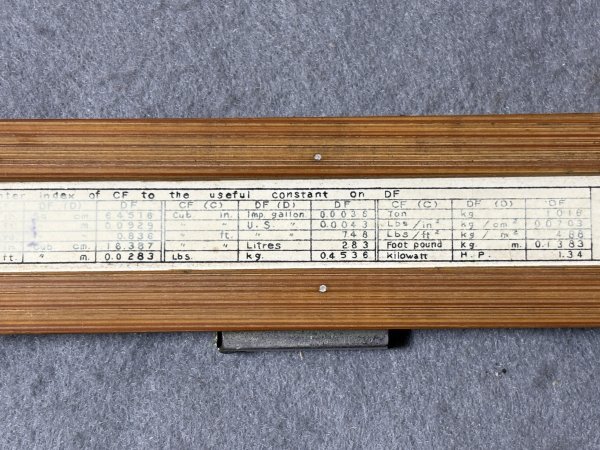 index of CF to the useful constant on DF
DF (D) DF CF (C) DF (D) DF CF (C) DF (D) DF
cm 6.4516 Cub. in. Imp. gallon 0.0036 Ton kg 1016
" 0.0929 " " U.S. " 0.0043 Lbs/in² kg/cm² 0.0703
" 0.836 " ft. " " 7.48 Lbs/ft² kg/m² 4.88
Cub. cm. 16.387 " " Litres 283 Foot pound kg. m. 0.1383
ft. " m. 0.0283 Lbs. kg. 0.4536 Kilowatt H.P. 1.34